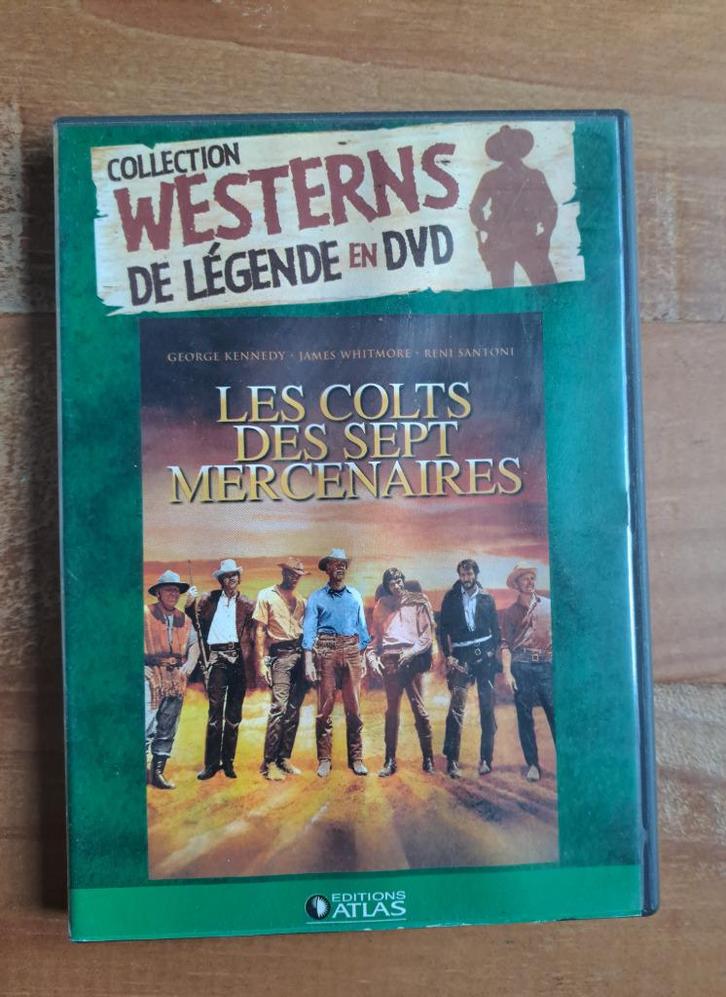 COLLECTION
WESTERNS
DE LÉGENDE EN DVD
GEORGE KENNEDY · JAMES WHITMORE · RENI SANTONI
LES COLTS
DES SEPT
MERCENAIRES
EDITIONS
ATLAS